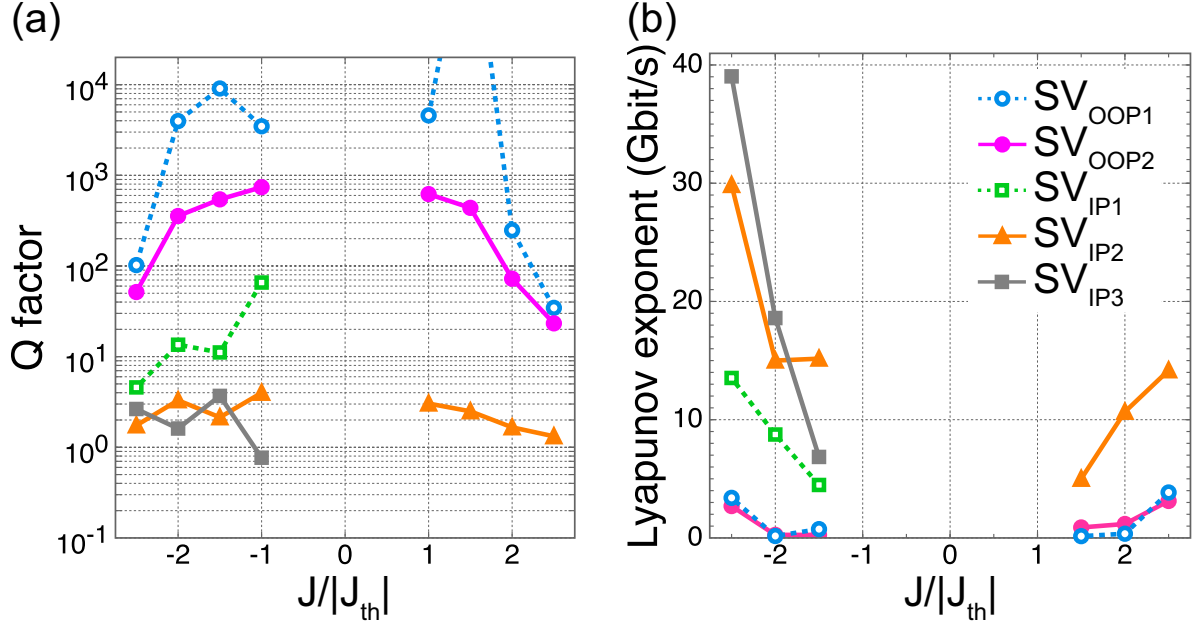 (a)
Q factor
10^4
10^3
10^2
10^1
10^0
10^-1
-2
-1
0
1
2
J/|J_th|
(b)
Lyapunov exponent (Gbit/s)
40
30
20
10
0
-2
-1
0
1
2
J/|J_th|
SV_OOP1
SV_OOP2
SV_IP1
SV_IP2
SV_IP3